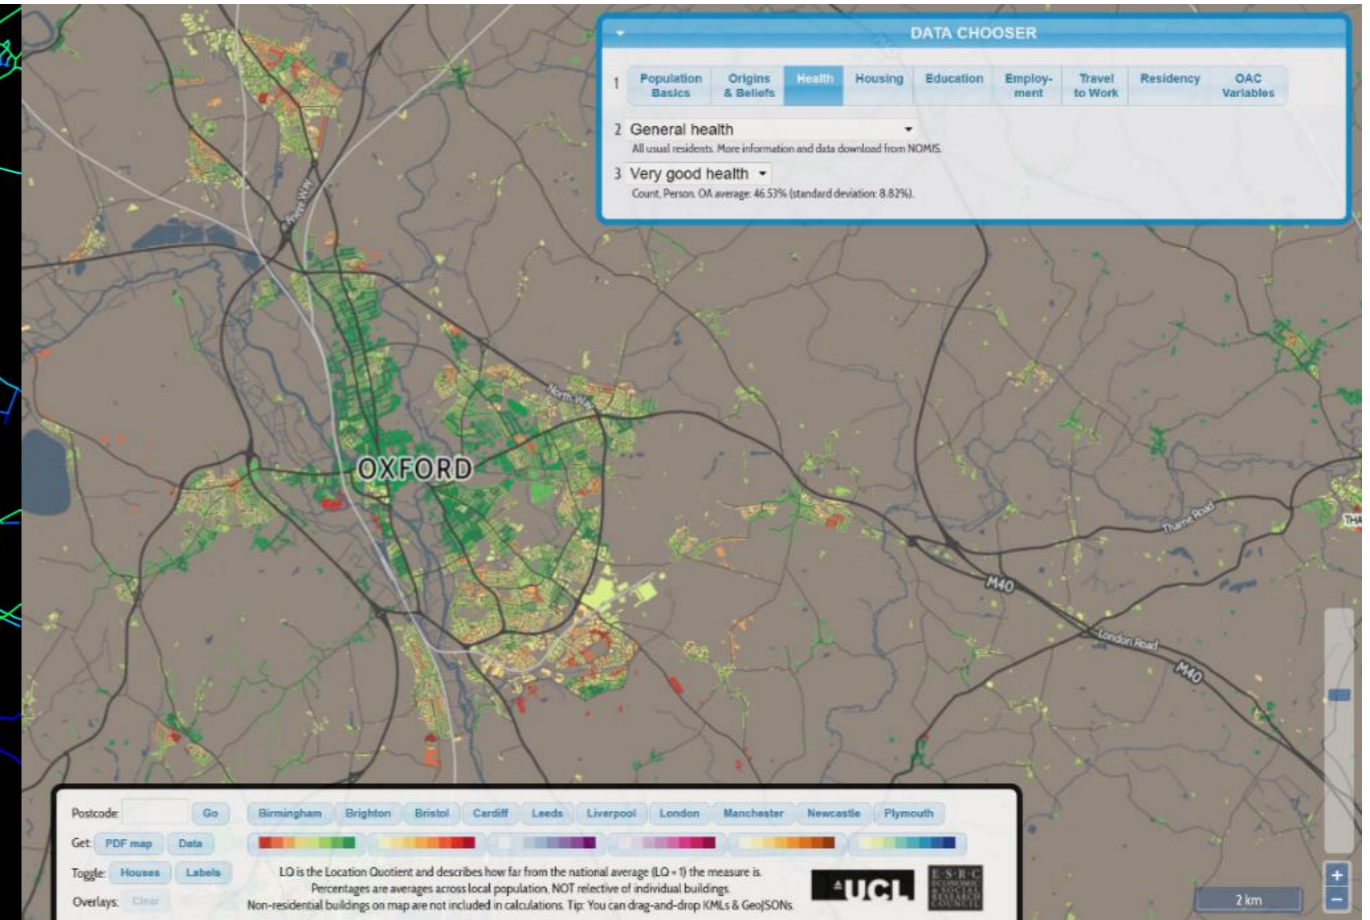 DATA CHOOSER
1 Population Basics Origins & Beliefs Health Housing Education Employ-ment Travel to Work Residency OAC Variables
2 General health
All usual residents. More information and data download from NOMIS.
3 Very good health
Count, Person. OA average: 46.53% (standard deviation: 8.82%).
North Way
OXFORD
Thame Road
THA
M40
London Road
M40
Postcode: Go Birmingham Brighton Bristol Cardiff Leeds Liverpool London Manchester Newcastle Plymouth
Get: PDF map Data
Toggle: Houses Labels
LQ is the Location Quotient and describes how far from the national average (LQ = 1) the measure is.
Percentages are averages across local population, NOT relective of individual buildings.
Overlays: Clear
Non-residential buildings on map are not included in calculations. Tip: You can drag-and-drop KMLs & GeoJSONs.
UCL
E·S·R·C
ECONOMIC
& SOCIAL
RESEARCH
COUNCIL
+
2 km
−